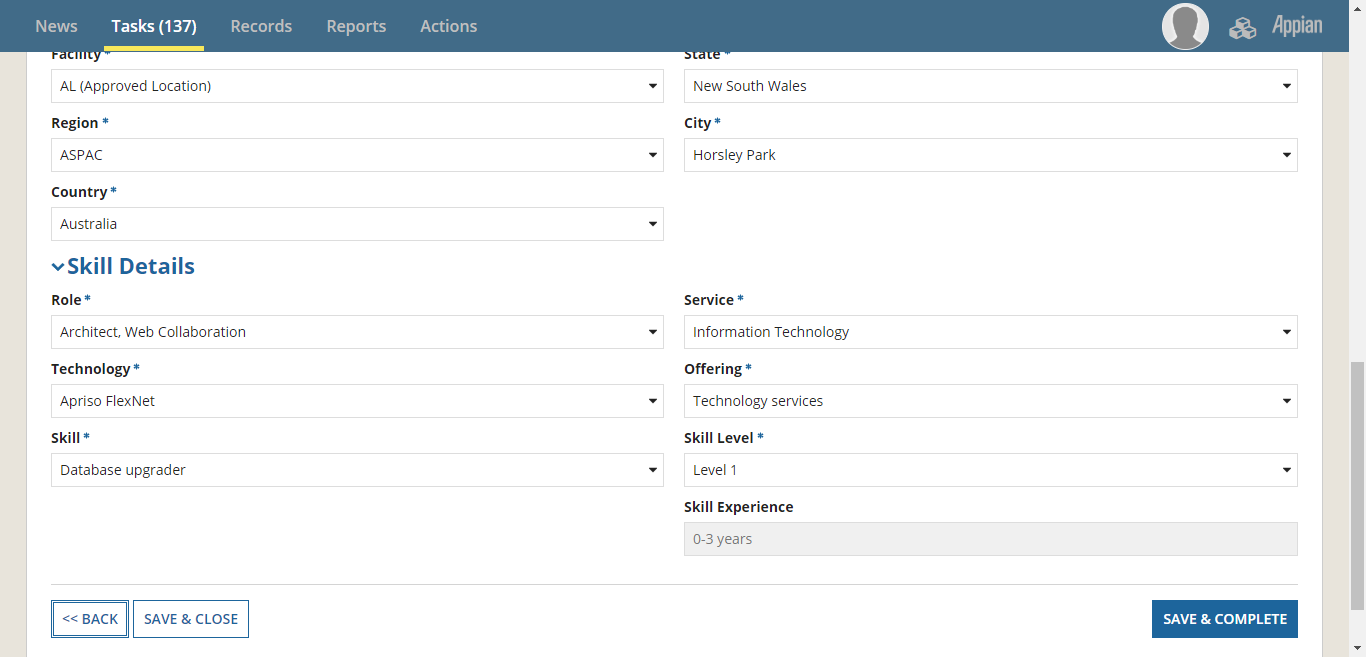 News Tasks (137) Records Reports Actions Appian
Facility * State *
AL (Approved Location) New South Wales
Region * City *
ASPAC Horsley Park
Country *
Australia
Skill Details
Role * Service *
Architect, Web Collaboration Information Technology
Technology * Offering *
Apriso FlexNet Technology services
Skill * Skill Level *
Database upgrader Level 1
Skill Experience
0-3 years
<< BACK SAVE & CLOSE SAVE & COMPLETE